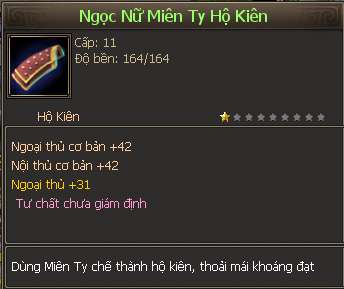 Ngọc Nữ Miên Ty Hộ Kiên
Cấp: 11
Độ bền: 164/164
Hộ Kiên
Ngoại thủ cơ bản +42
Nội thủ cơ bản +42
Ngoại thủ +31
Tư chất chưa giám định
Dùng Miên Ty chế thành hộ kiên, thoải mái khoáng đạt